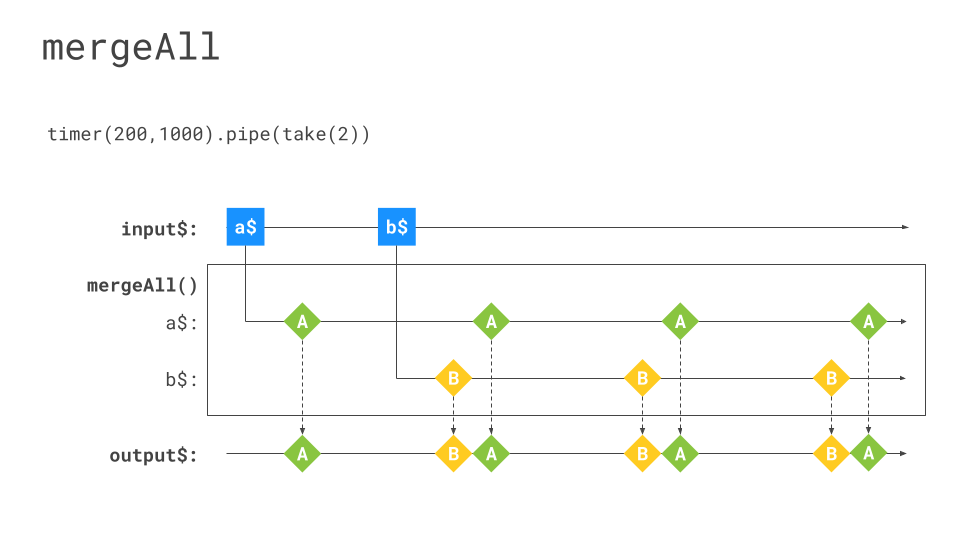 mergeAll
timer(200,1000).pipe(take(2))
input$: a$ b$
mergeAll()
a$: A A A A
b$: B B B
output$: A B A B A B A